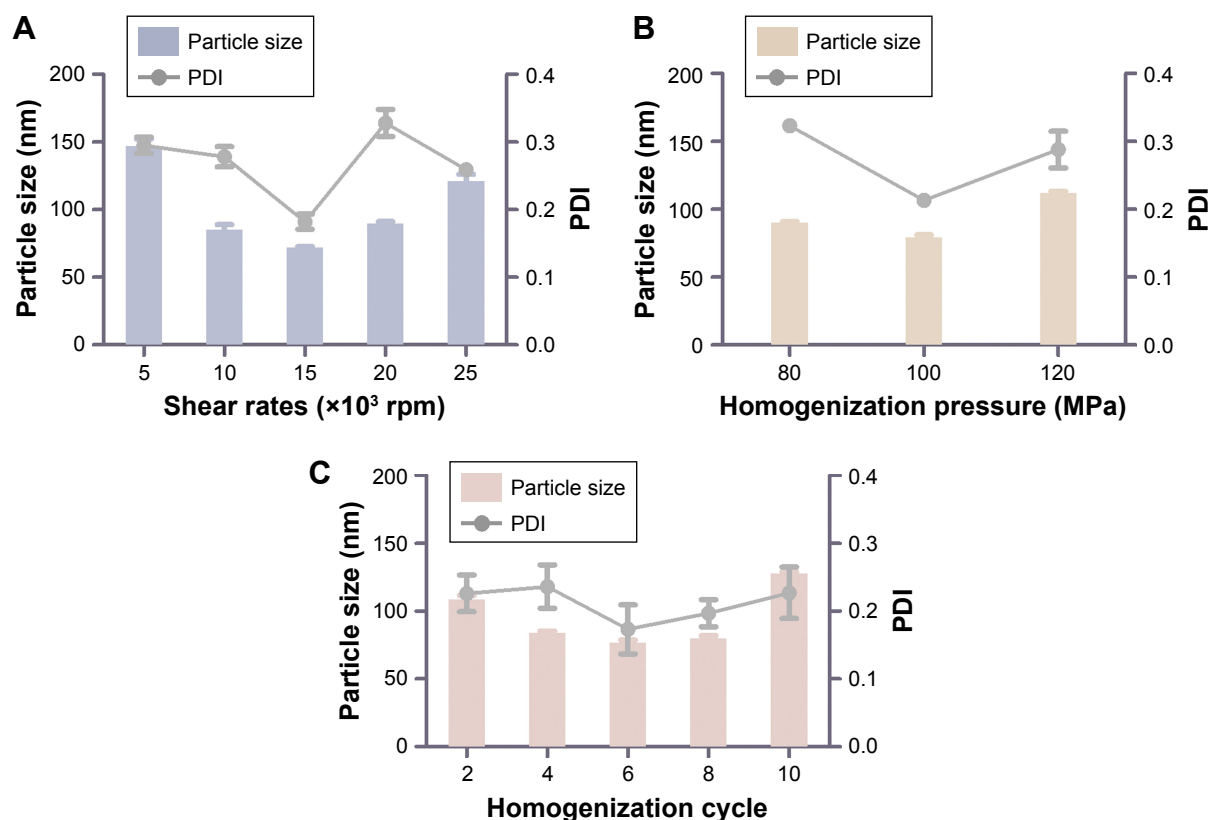 A
Particle size
PDI
200
150
100
50
0
Particle size (nm)
0.4
0.3
0.2
0.1
0.0
PDI
5 10 15 20 25
Shear rates (×10³ rpm)
B
Particle size
PDI
200
150
100
50
0
Particle size (nm)
0.4
0.3
0.2
0.1
0.0
PDI
80 100 120
Homogenization pressure (MPa)
C
Particle size
PDI
200
150
100
50
0
Particle size (nm)
0.4
0.3
0.2
0.1
0.0
PDI
2 4 6 8 10
Homogenization cycle